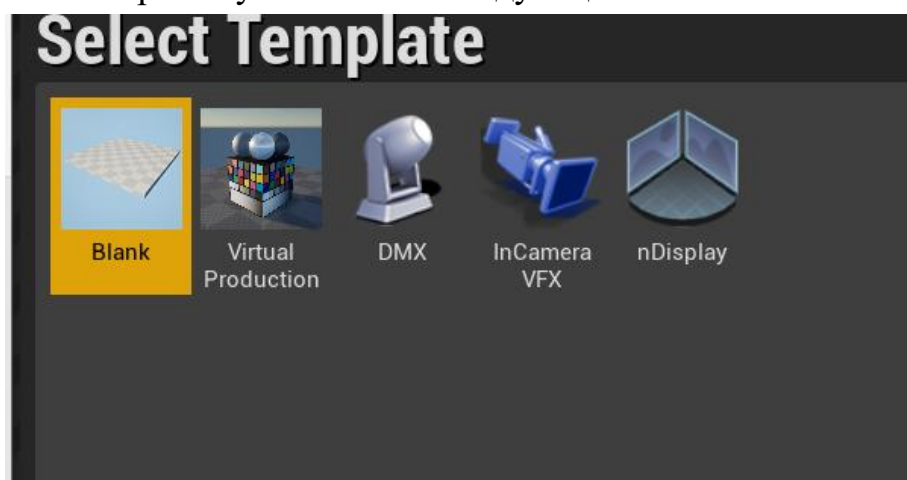 Select Template
Blank
Virtual
Production
DMX
InCamera
VFX
nDisplay